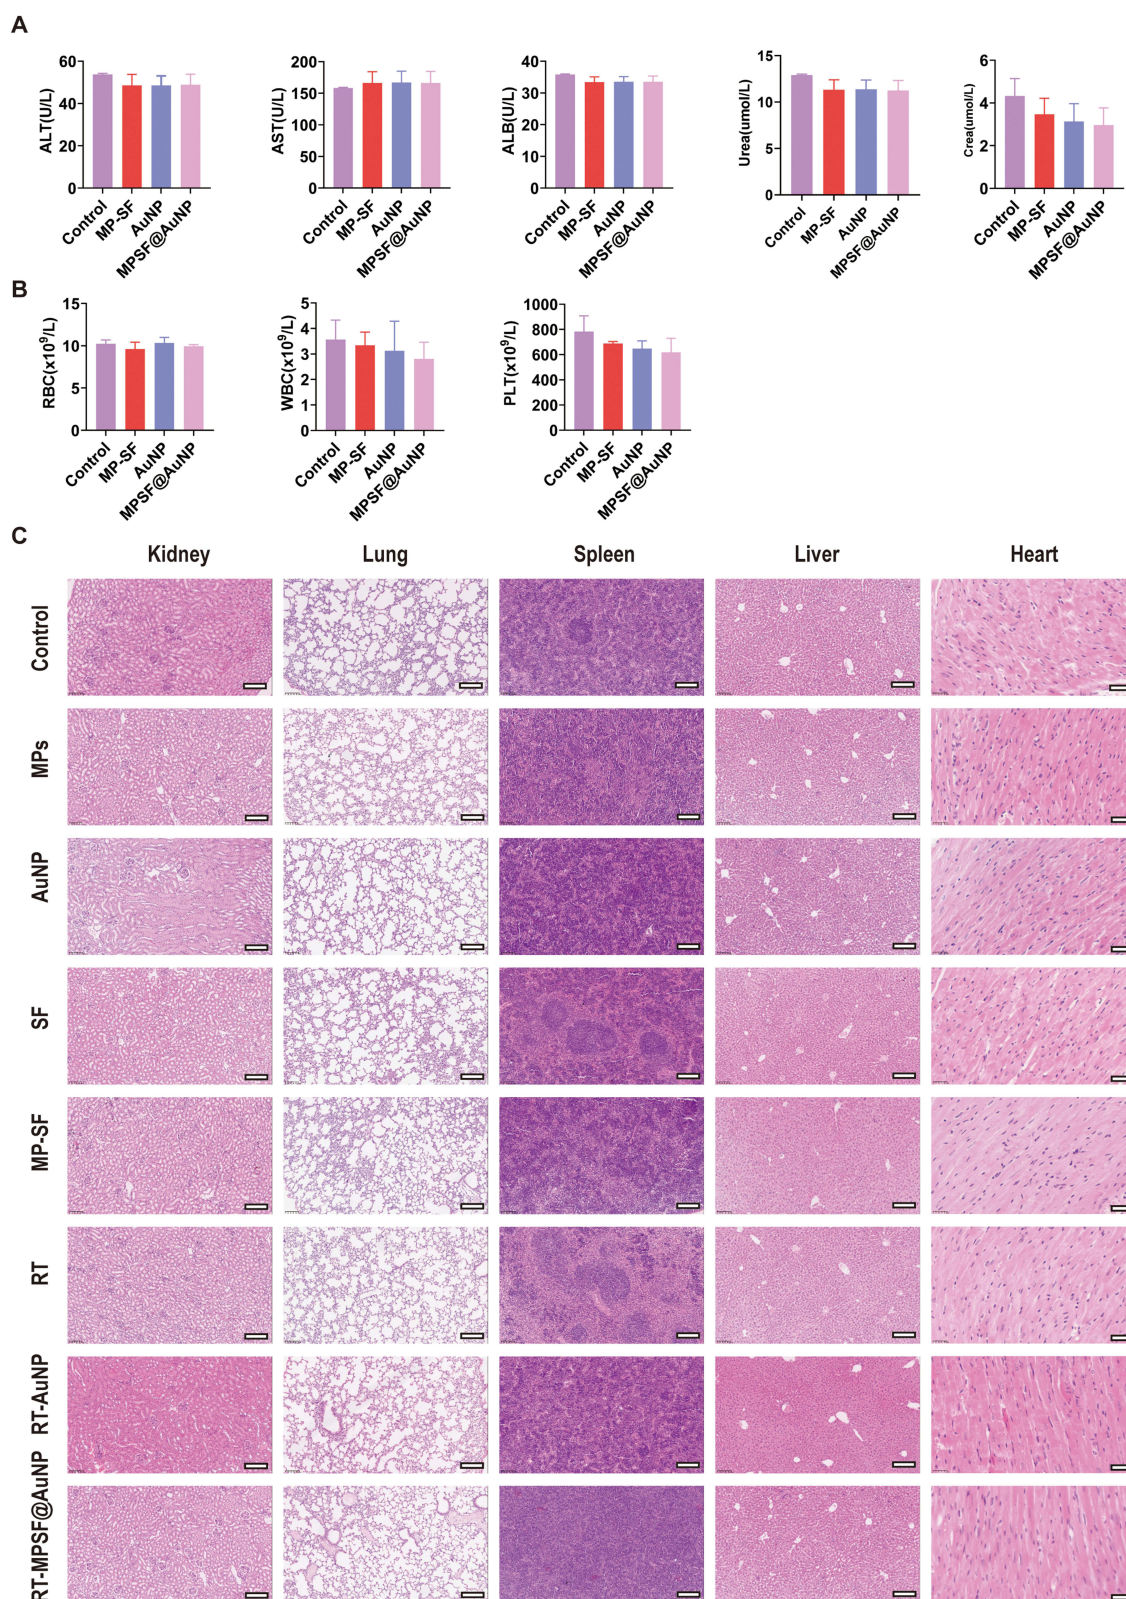 A
ALT(U/L)
60
40
20
0
Control
MP-SF
AuNP
MPSF@AuNP
AST(U/L)
200
150
100
50
0
Control
MP-SF
AuNP
MPSF@AuNP
ALB(U/L)
40
30
20
10
0
Control
MP-SF
AuNP
MPSF@AuNP
Urea(umol/L)
15
10
5
0
Control
MP-SF
AuNP
MPSF@AuNP
Crea(umol/L)
6
4
2
0
Control
MP-SF
AuNP
MPSF@AuNP
B
RBC(x10⁹/L)
15
10
5
0
Control
MP-SF
AuNP
MPSF@AuNP
WBC(x10⁹/L)
5
4
3
2
1
0
Control
MP-SF
AuNP
MPSF@AuNP
PLT(x10⁹/L)
1000
800
600
400
200
0
Control
MP-SF
AuNP
MPSF@AuNP
C
Kidney Lung Spleen Liver Heart
Control
MPs
AuNP
SF
MP-SF
RT
RT-AuNP
RT-MPSF@AuNP